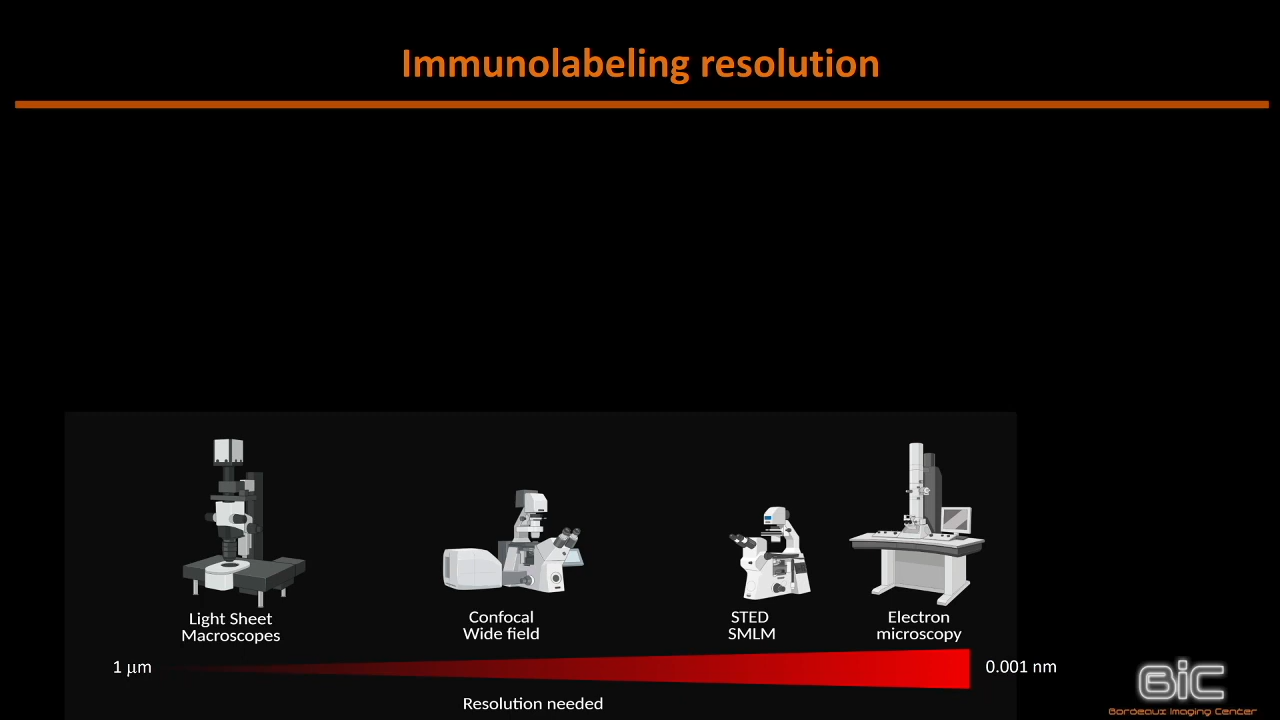 Immunolabeling resolution
Light Sheet
Macroscopes
Confocal
Wide field
STED
SMLM
Electron
microscopy
1 µm
0.001 nm
Resolution needed
BiC
Bordeaux Imaging Center